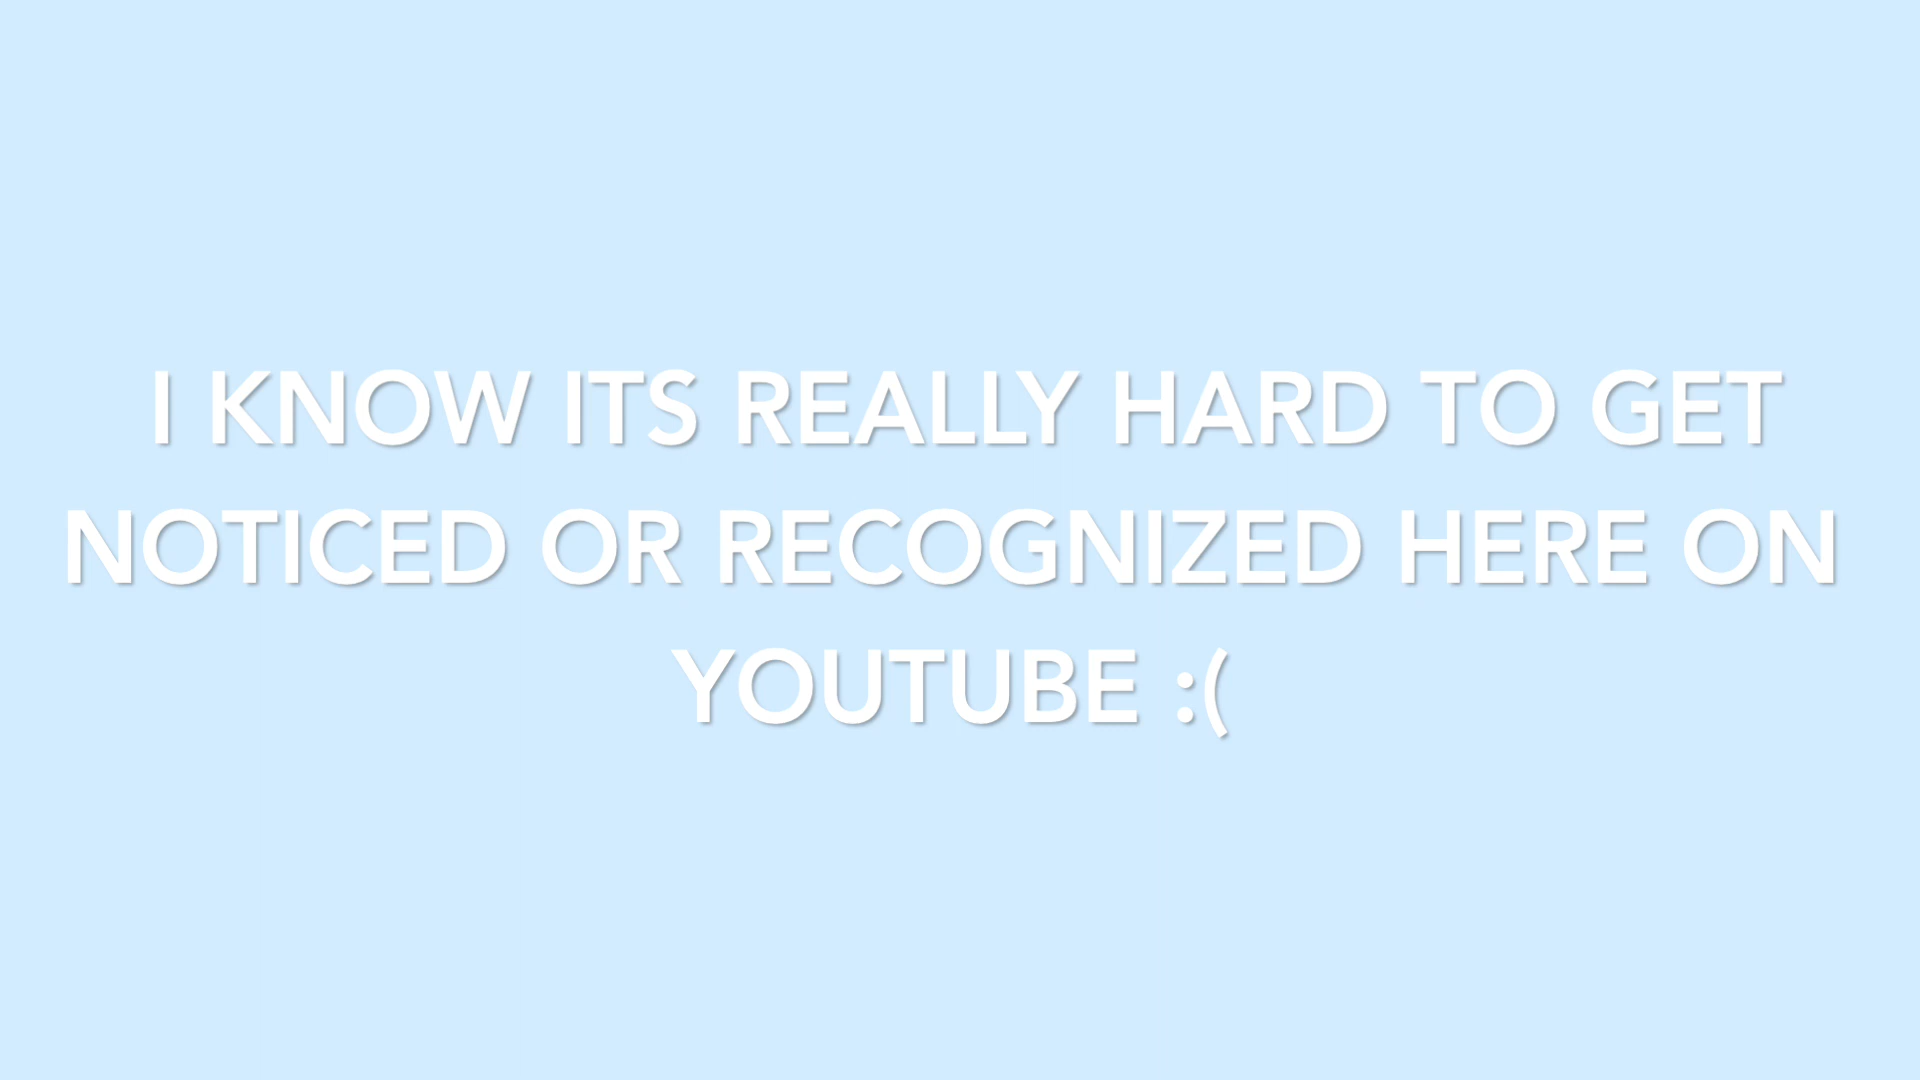 I KNOW ITS REALLY HARD TO GET
NOTICED OR RECOGNIZED HERE ON
YOUTUBE :(